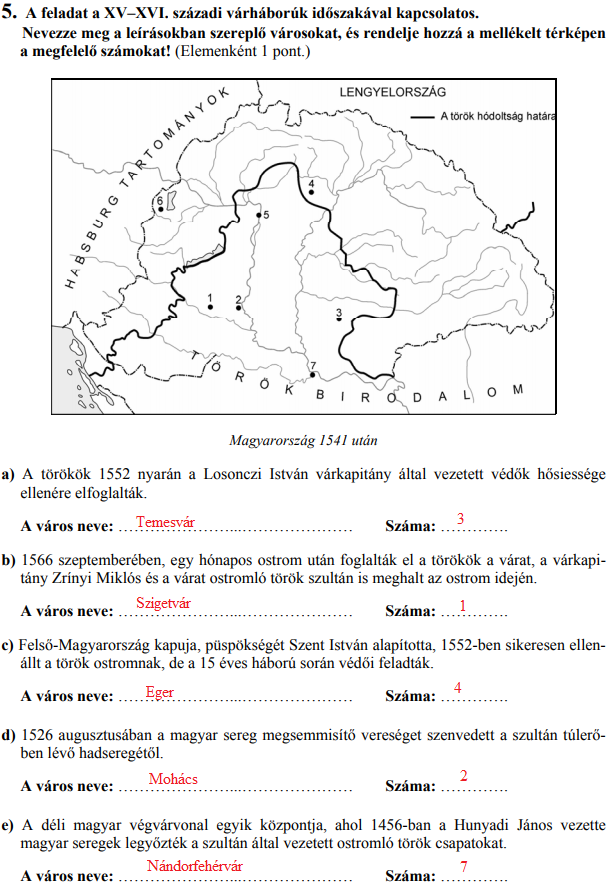 5. A feladat a XV–XVI. századi várháborúk időszakával kapcsolatos.
Nevezze meg a leírásokban szereplő városokat, és rendelje hozzá a mellékelt térképen
a megfelelő számokat! (Elemenként 1 pont.)
LENGYELORSZÁG
A török hódoltság határa
HABSBURG TARTOMÁNYOK
4
6
5
1
2
3
7
TÖRÖK BIRODALOM
Magyarország 1541 után
a) A törökök 1552 nyarán a Losonczi István várkapitány által vezetett védők hősiessége
ellenére elfoglalták.
A város neve: Temesvár Száma: 3
b) 1566 szeptemberében, egy hónapos ostrom után foglalták el a törökök a várat, a várkapi-
tány Zrínyi Miklós és a várat ostromló török szultán is meghalt az ostrom idején.
A város neve: Szigetvár Száma: 1
c) Felső-Magyarország kapuja, püspökségét Szent István alapította, 1552-ben sikeresen ellen-
állt a török ostromnak, de a 15 éves háború során védői feladták.
A város neve: Eger Száma: 4
d) 1526 augusztusában a magyar sereg megsemmisítő vereséget szenvedett a szultán túlerő-
ben lévő hadseregétől.
A város neve: Mohács Száma: 2
e) A déli magyar végvárvonal egyik központja, ahol 1456-ban a Hunyadi János vezette
magyar seregek legyőzték a szultán által vezetett ostromló török csapatokat.
A város neve: Nándorfehérvár Száma: 7